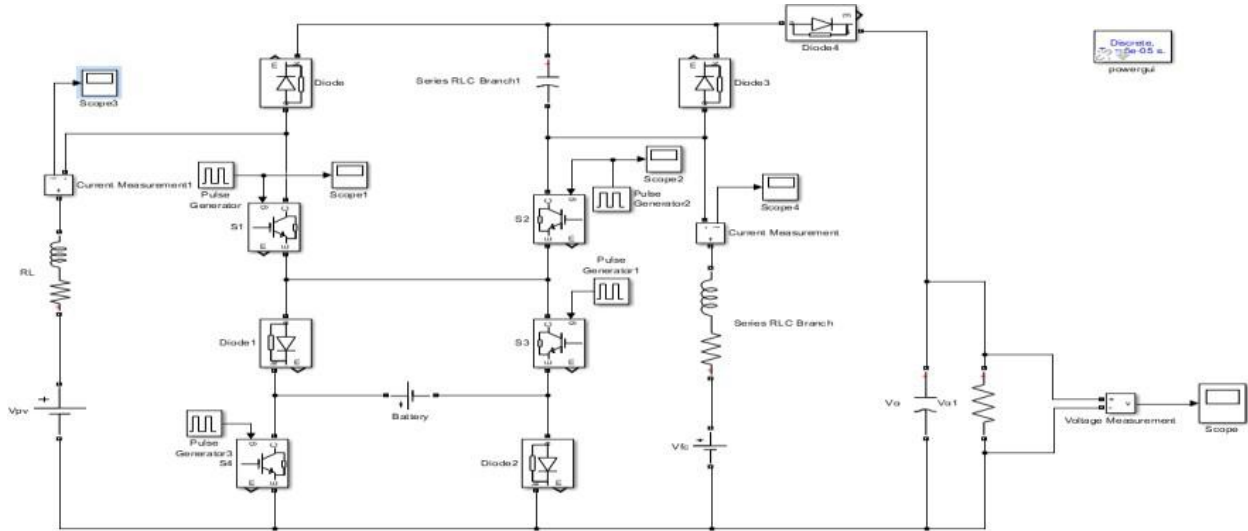 Diode4
Discrete,
powergui
Scope3
Diode
Series RLC Branch1
Diode3
Current Measurement1
Pulse
Generator
Scope1
Scope2
Pulse
Generator2
Scope4
S1
S2
Current Measurement
RL
Pulse
Generator1
Series RLC Branch
Diode1
S3
Vpv
Battery
Pulse
Generator3
S4
Diode2
Vfc
Vo
Vo1
Voltage Measurement
Scope